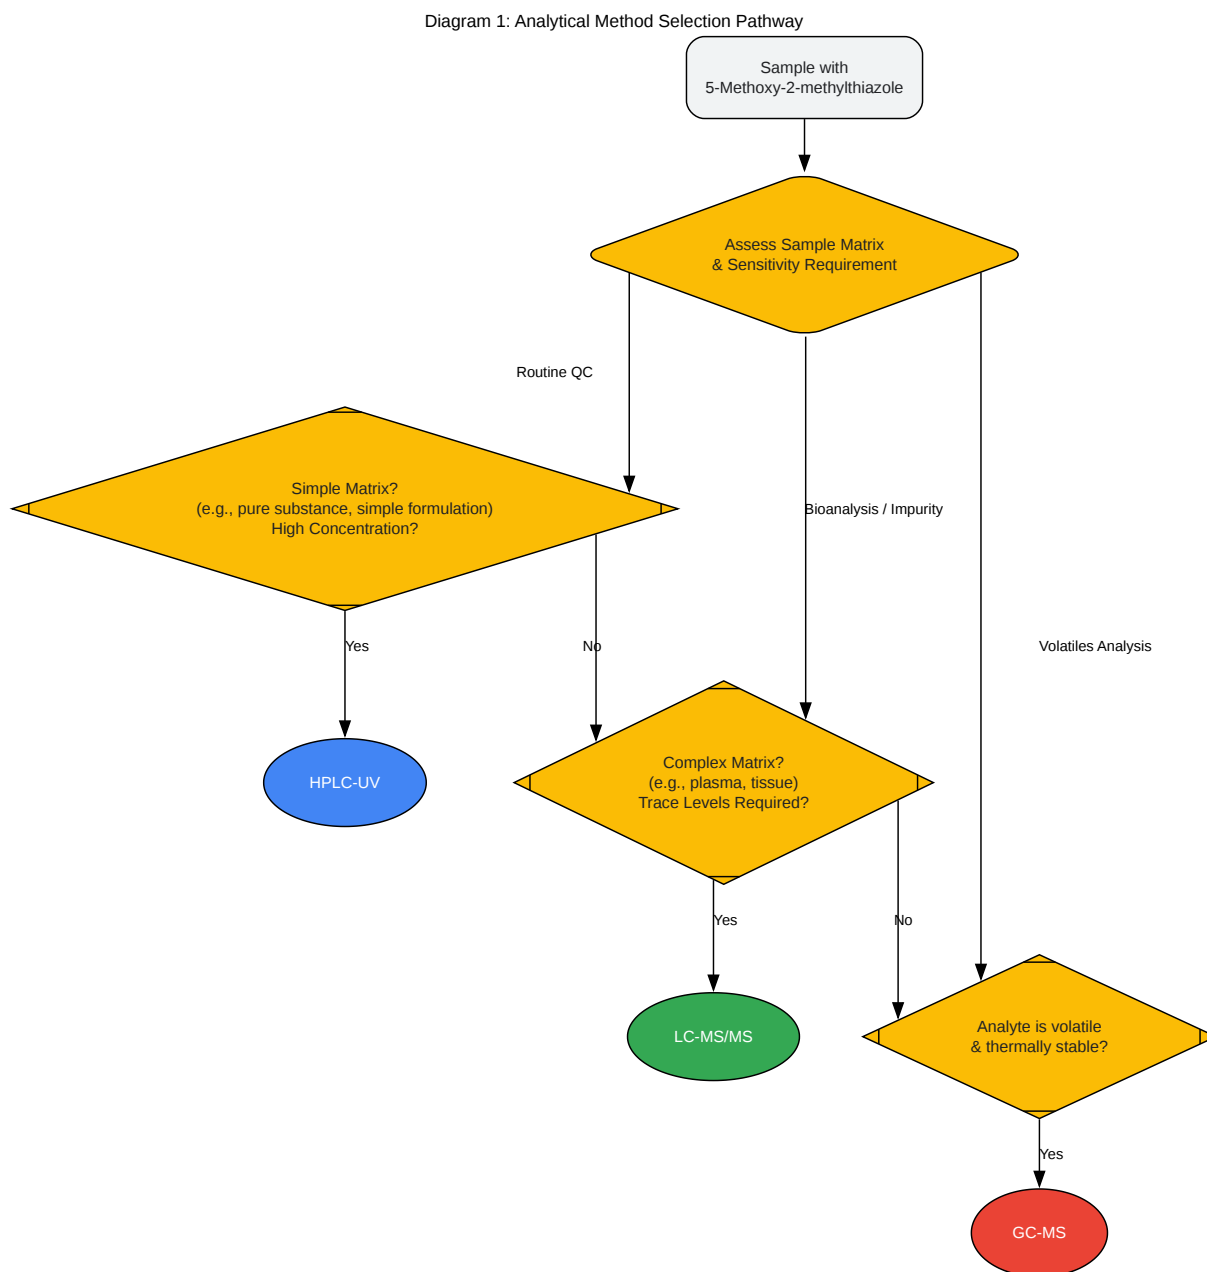 Diagram 1: Analytical Method Selection Pathway
Sample with
5-Methoxy-2-methylthiazole
Assess Sample Matrix
& Sensitivity Requirement
Routine QC
Simple Matrix?
(e.g., pure substance, simple formulation)
High Concentration?
Bioanalysis / Impurity
Yes
No
Volatiles Analysis
HPLC-UV
Complex Matrix?
(e.g., plasma, tissue)
Trace Levels Required?
Yes
No
LC-MS/MS
Analyte is volatile
& thermally stable?
Yes
GC-MS